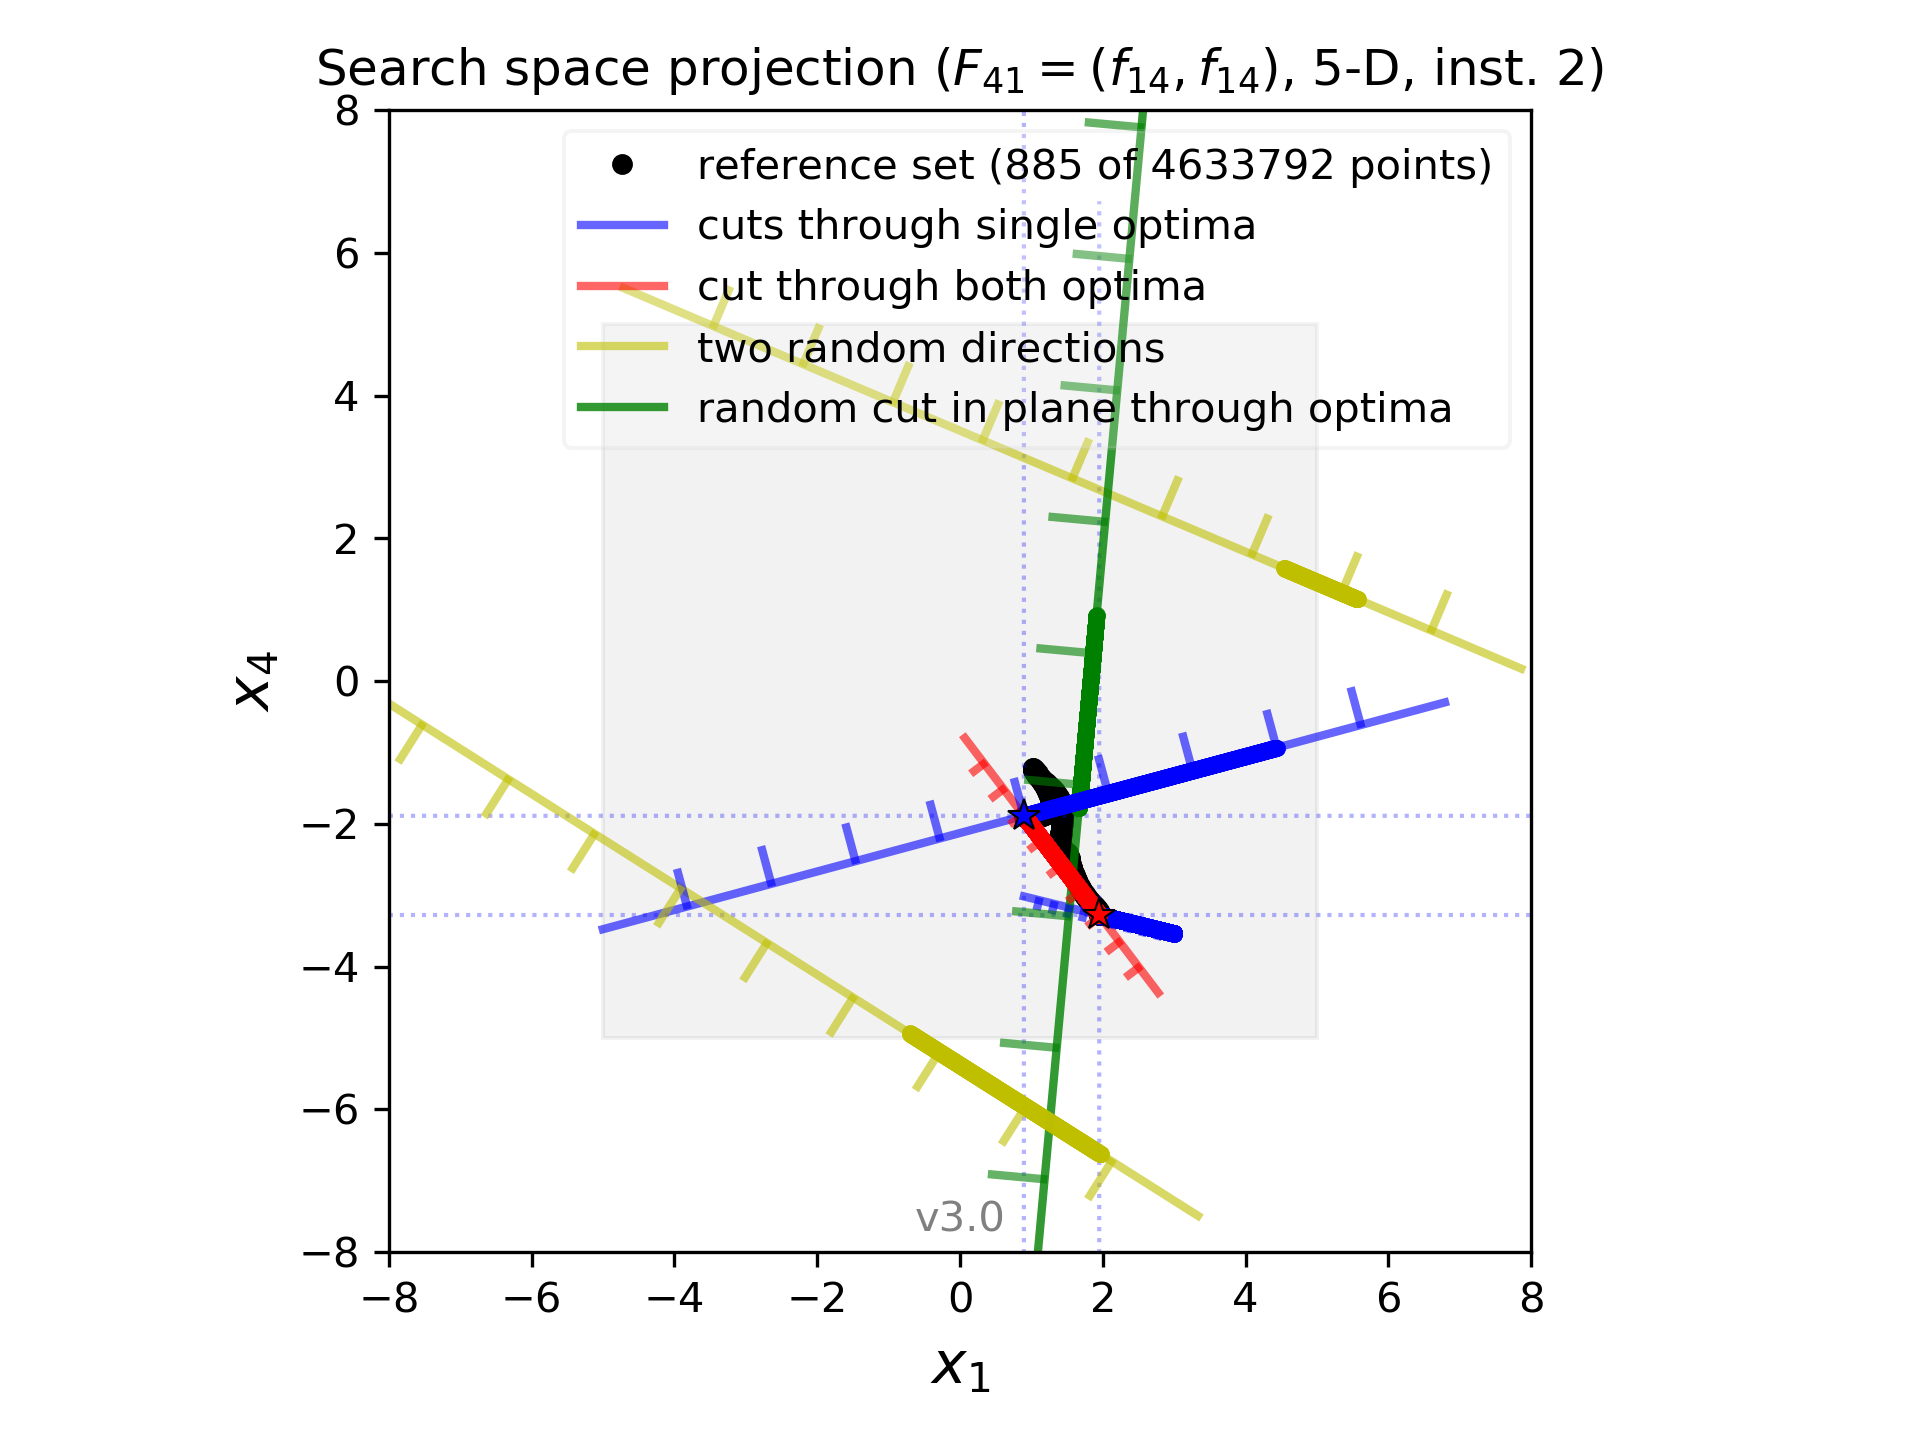 Search space projection (F41 = (f14, f14), 5-D, inst. 2)
reference set (885 of 4633792 points)
cuts through single optima
cut through both optima
two random directions
random cut in plane through optima
8
6
4
2
0
−2
−4
−6
−8
x4
v3.0
−8 −6 −4 −2 0 2 4 6 8
x1